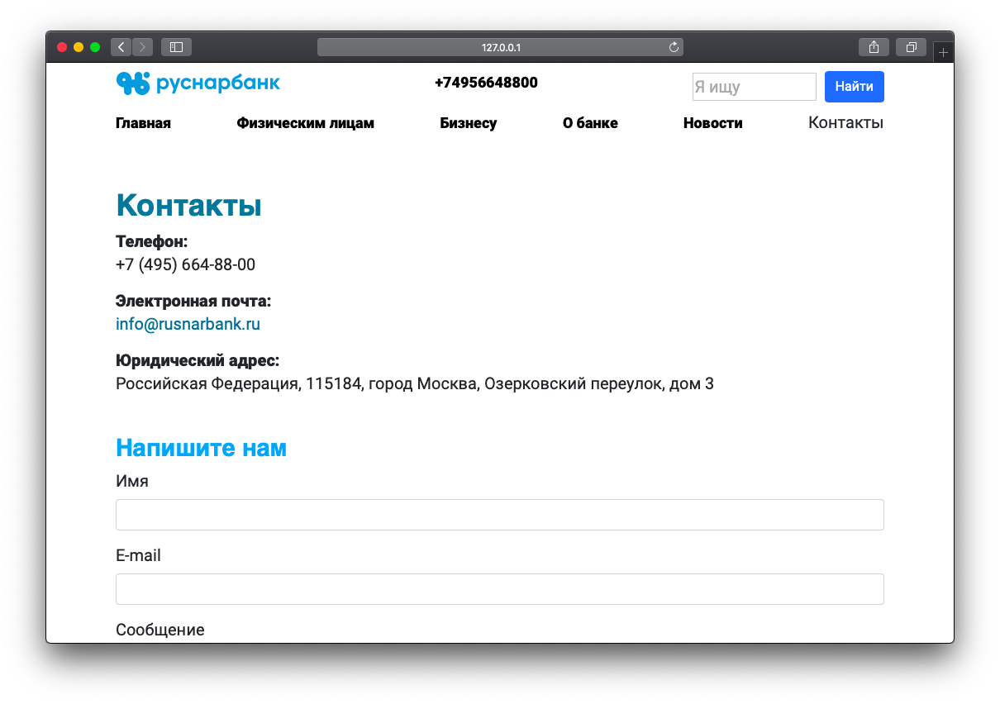 127.0.0.1
руснарбанк
+74956648800
Я ищу
Найти
Главная
Физическим лицам
Бизнесу
О банке
Новости
Контакты
Контакты
Телефон:
+7 (495) 664-88-00
Электронная почта:
info@rusnarbank.ru
Юридический адрес:
Российская Федерация, 115184, город Москва, Озерковский переулок, дом 3
Напишите нам
Имя
E-mail
Сообщение